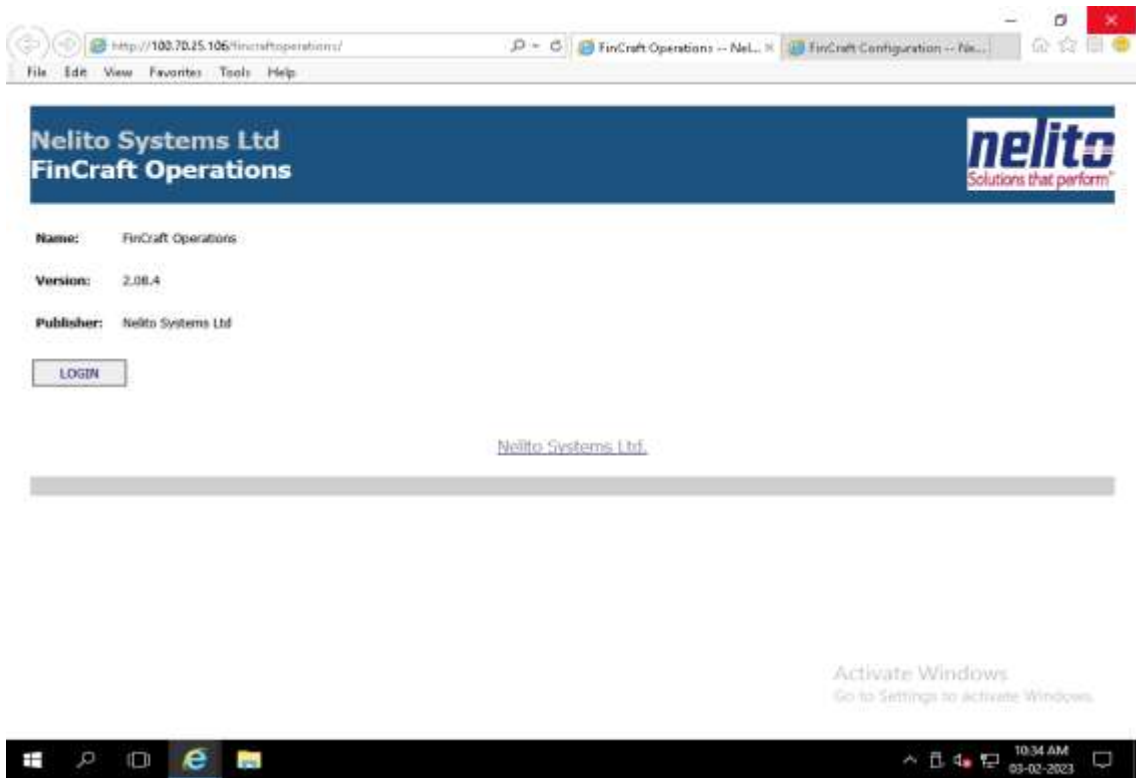 http://100.70.25.106/fincraftoperations/
FinCraft Operations -- Nel...
FinCraft Configuration -- Ne...
File Edit View Favorites Tools Help
Nelito Systems Ltd
FinCraft Operations
nelito
Solutions that perform
Name: FinCraft Operations
Version: 2.08.4
Publisher: Nelito Systems Ltd
LOGIN
Nelito Systems Ltd.
Activate Windows
Go to Settings to activate Windows.
10:34 AM
03-02-2023